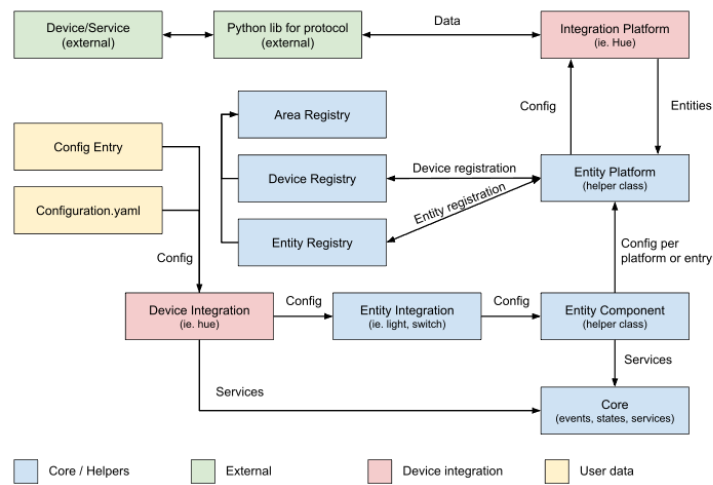 Device/Service
(external)
Python lib for protocol
(external)
Data
Integration Platform
(ie. Hue)
Config
Entities
Area Registry
Config Entry
Device Registry
Device registration
Entity Platform
(helper class)
Configuration.yaml
Entity registration
Entity Registry
Config
Config per
platform or entry
Device Integration
(ie. hue)
Config
Entity Integration
(ie. light, switch)
Config
Entity Component
(helper class)
Services
Services
Core
(events, states, services)
Core / Helpers
External
Device integration
User data